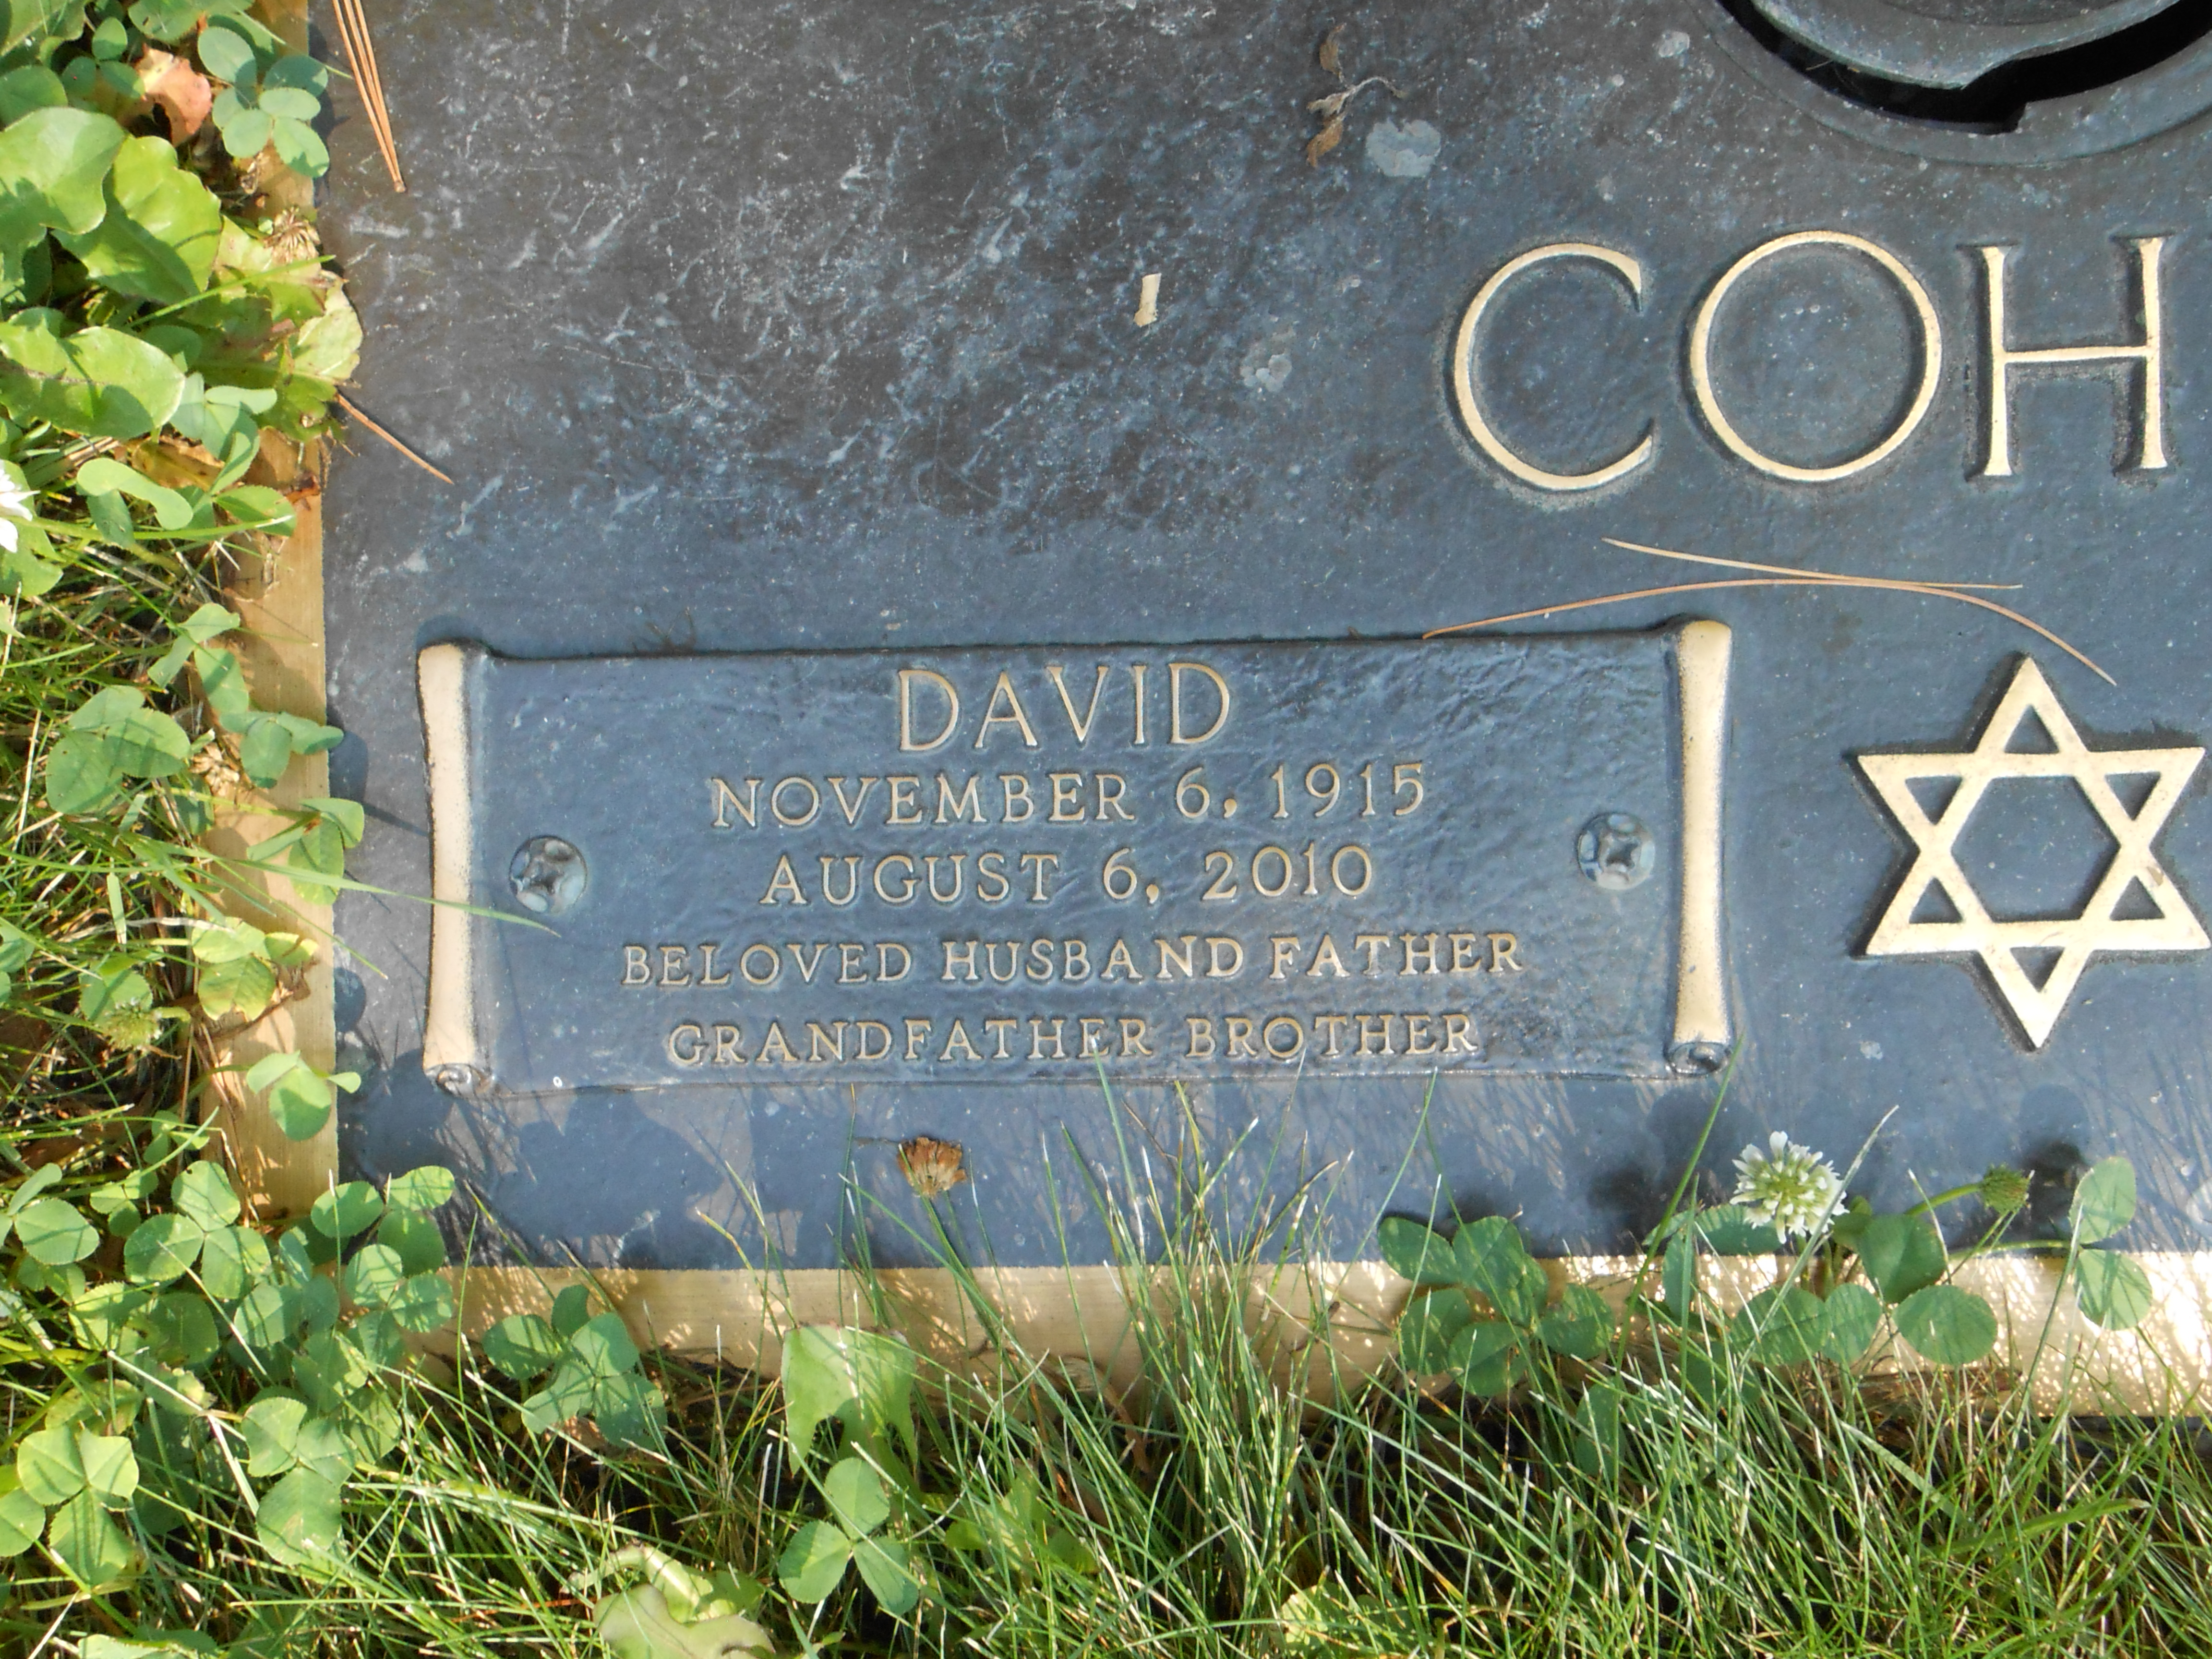 COH
DAVID
NOVEMBER 6, 1915
AUGUST 6, 2010
BELOVED HUSBAND FATHER
GRANDFATHER BROTHER